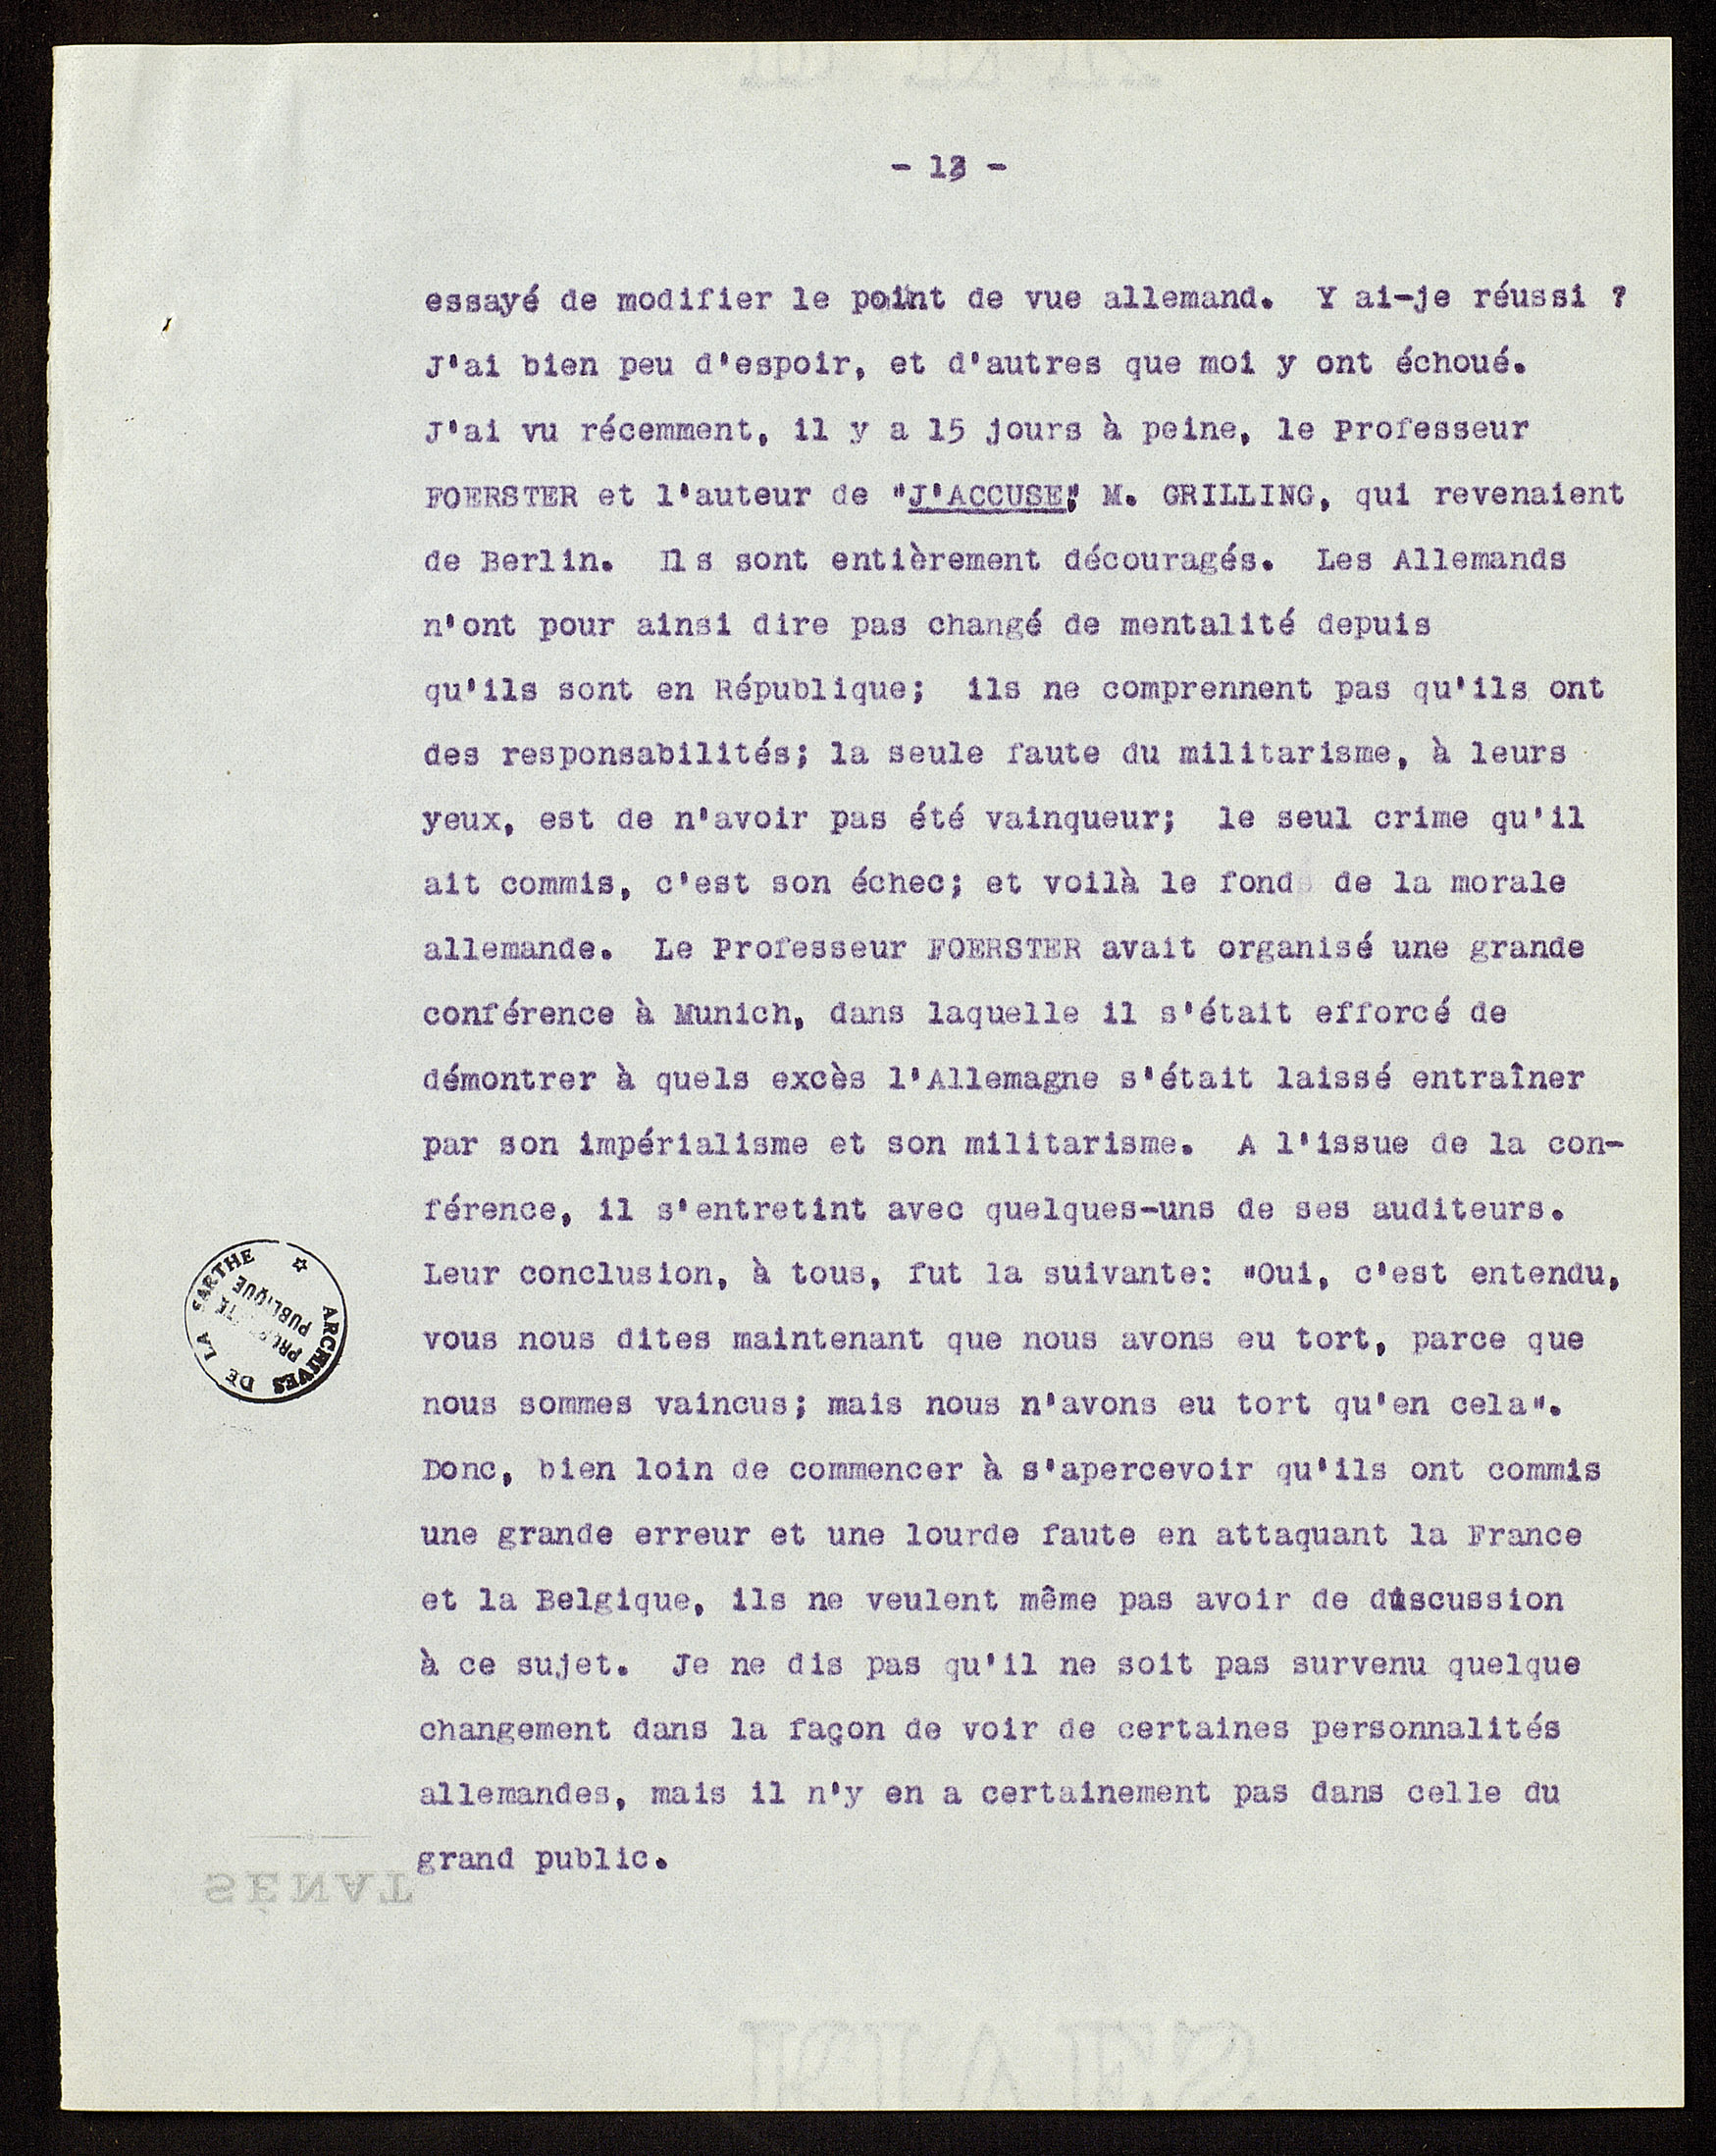 - 13 -
essayé de modifier le point de vue allemand. Y ai-je réussi ?
J'ai bien peu d'espoir, et d'autres que moi y ont échoué.
J'ai vu récemment, il y a 15 jours à peine, le Professeur
FOERSTER et l'auteur de "J'ACCUSE", M. GRILLING, qui revenaient
de Berlin. Ils sont entièrement découragés. Les Allemands
n'ont pour ainsi dire pas changé de mentalité depuis
qu'ils sont en République; ils ne comprennent pas qu'ils ont
des responsabilités; la seule faute du militarisme, à leurs
yeux, est de n'avoir pas été vainqueur; le seul crime qu'il
ait commis, c'est son échec; et voilà le fond de la morale
allemande. Le Professeur FOERSTER avait organisé une grande
conférence à Munich, dans laquelle il s'était efforcé de
démontrer à quels excès l'Allemagne s'était laissé entraîner
par son impérialisme et son militarisme. A l'issue de la con-
férence, il s'entretint avec quelques-uns de ses auditeurs.
Leur conclusion, à tous, fut la suivante: "Oui, c'est entendu,
vous nous dites maintenant que nous avons eu tort, parce que
nous sommes vaincus; mais nous n'avons eu tort qu'en cela".
Donc, bien loin de commencer à s'apercevoir qu'ils ont commis
une grande erreur et une lourde faute en attaquant la France
et la Belgique, ils ne veulent même pas avoir de discussion
à ce sujet. Je ne dis pas qu'il ne soit pas survenu quelque
changement dans la façon de voir de certaines personnalités
allemandes, mais il n'y en a certainement pas dans celle du
grand public.
ARCHIVES DE LA SARTHE
PUBLIQUE
SÉNAT
RIVES